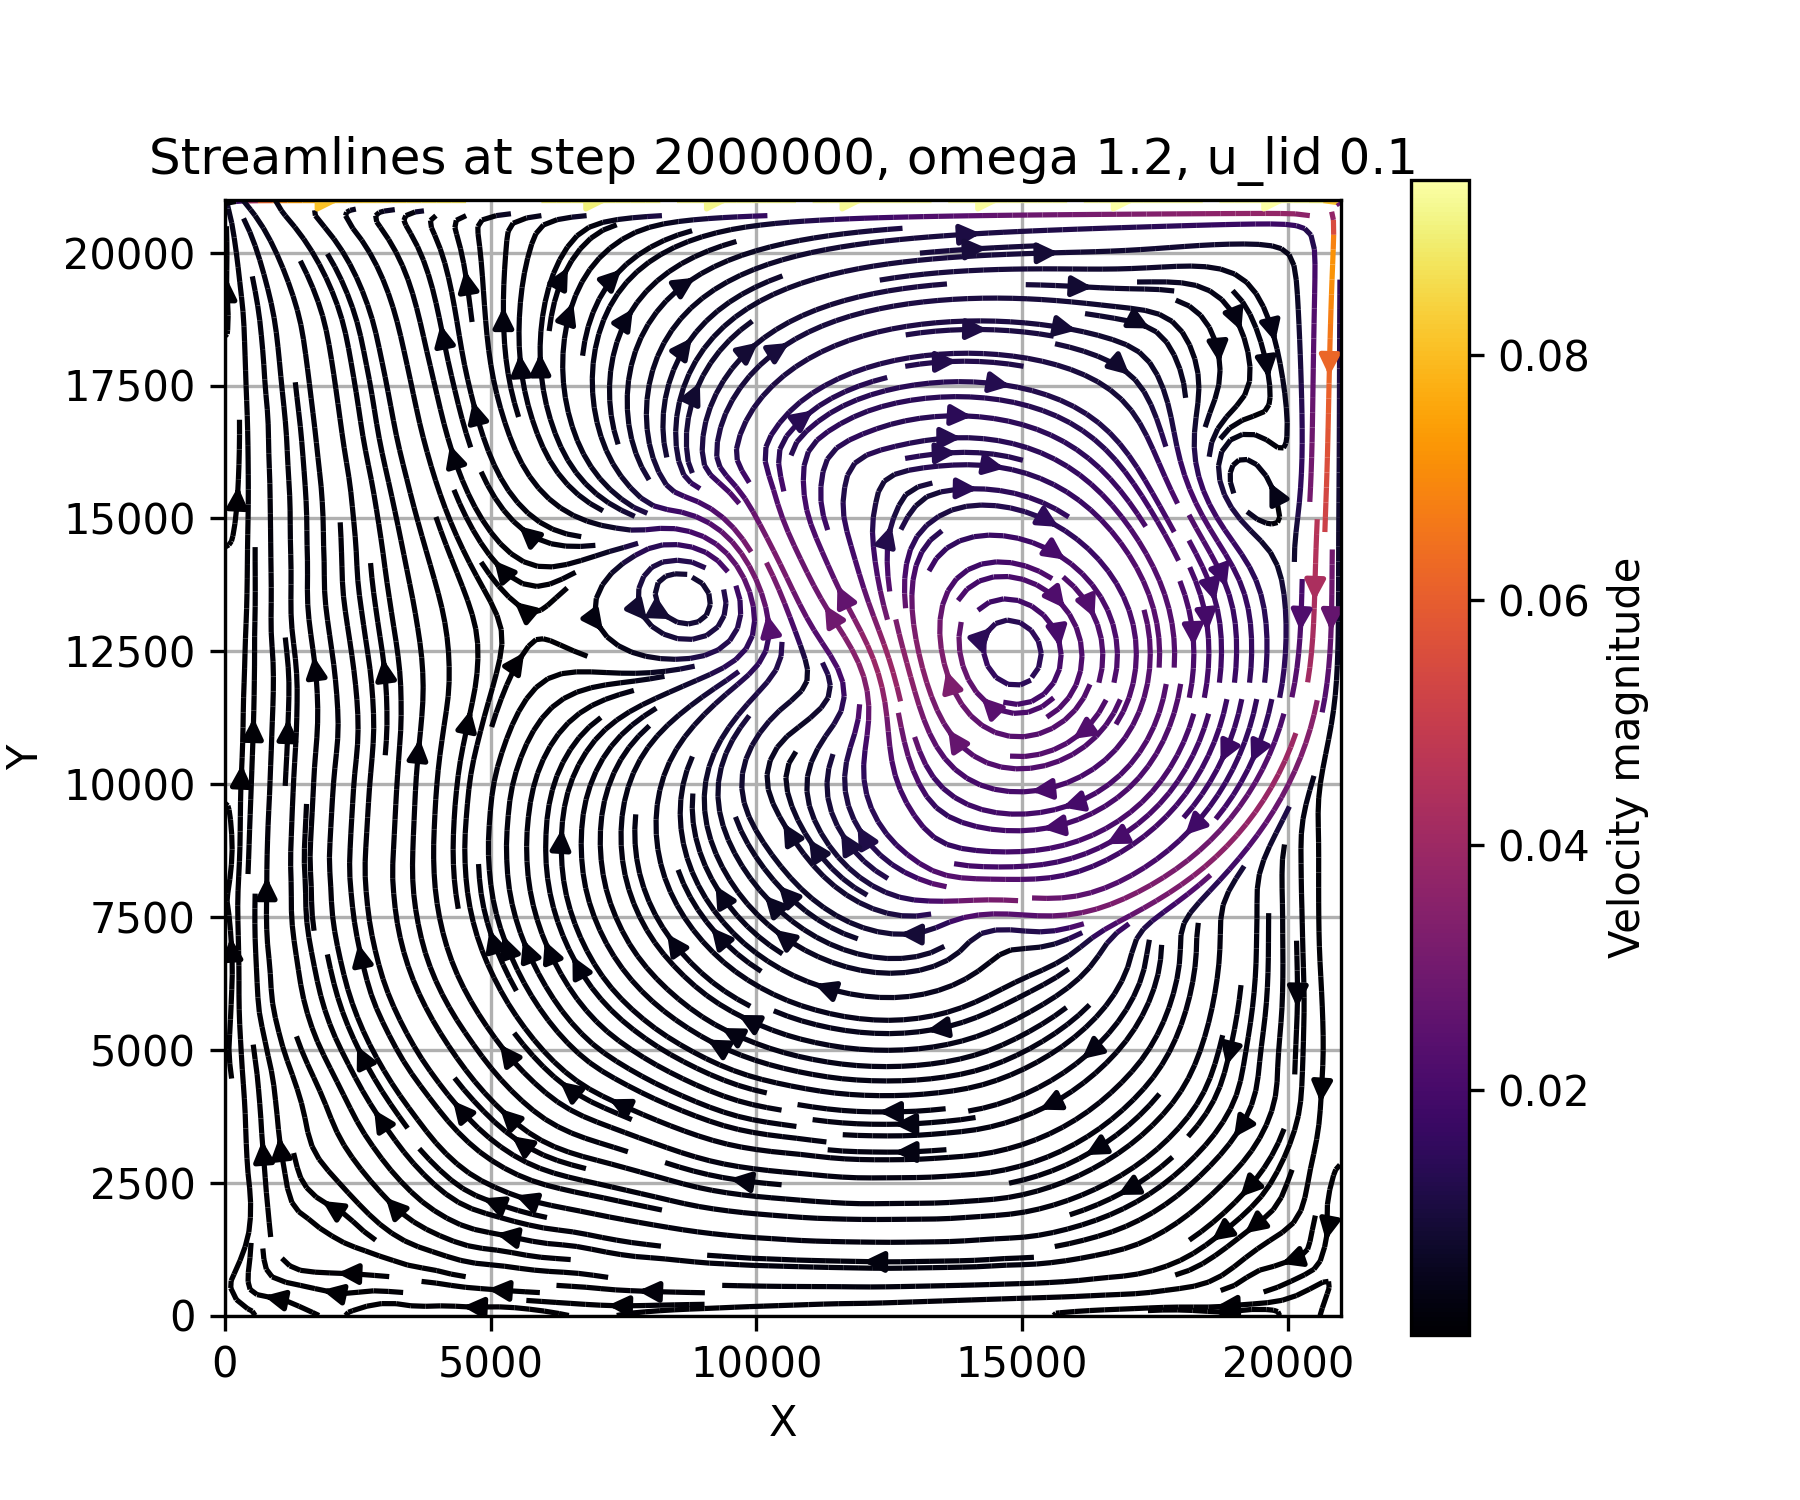 Streamlines at step 2000000, omega 1.2, u_lid 0.1
20000
17500
15000
12500
10000
7500
5000
2500
0
Y
0 5000 10000 15000 20000
X
0.08
0.06
0.04
0.02
Velocity magnitude